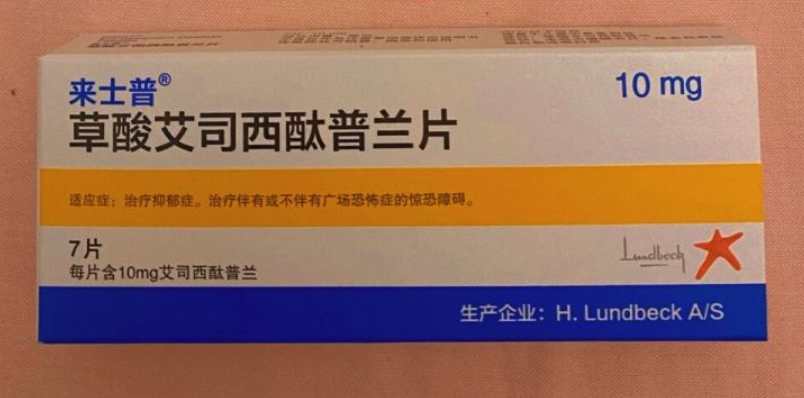 来士普®
10 mg
草酸艾司西酞普兰片
适应症：治疗抑郁症。治疗伴有或不伴有广场恐怖症的惊恐障碍。
7片
每片含10mg艾司西酞普兰
Lundbeck
生产企业：H. Lundbeck A/S